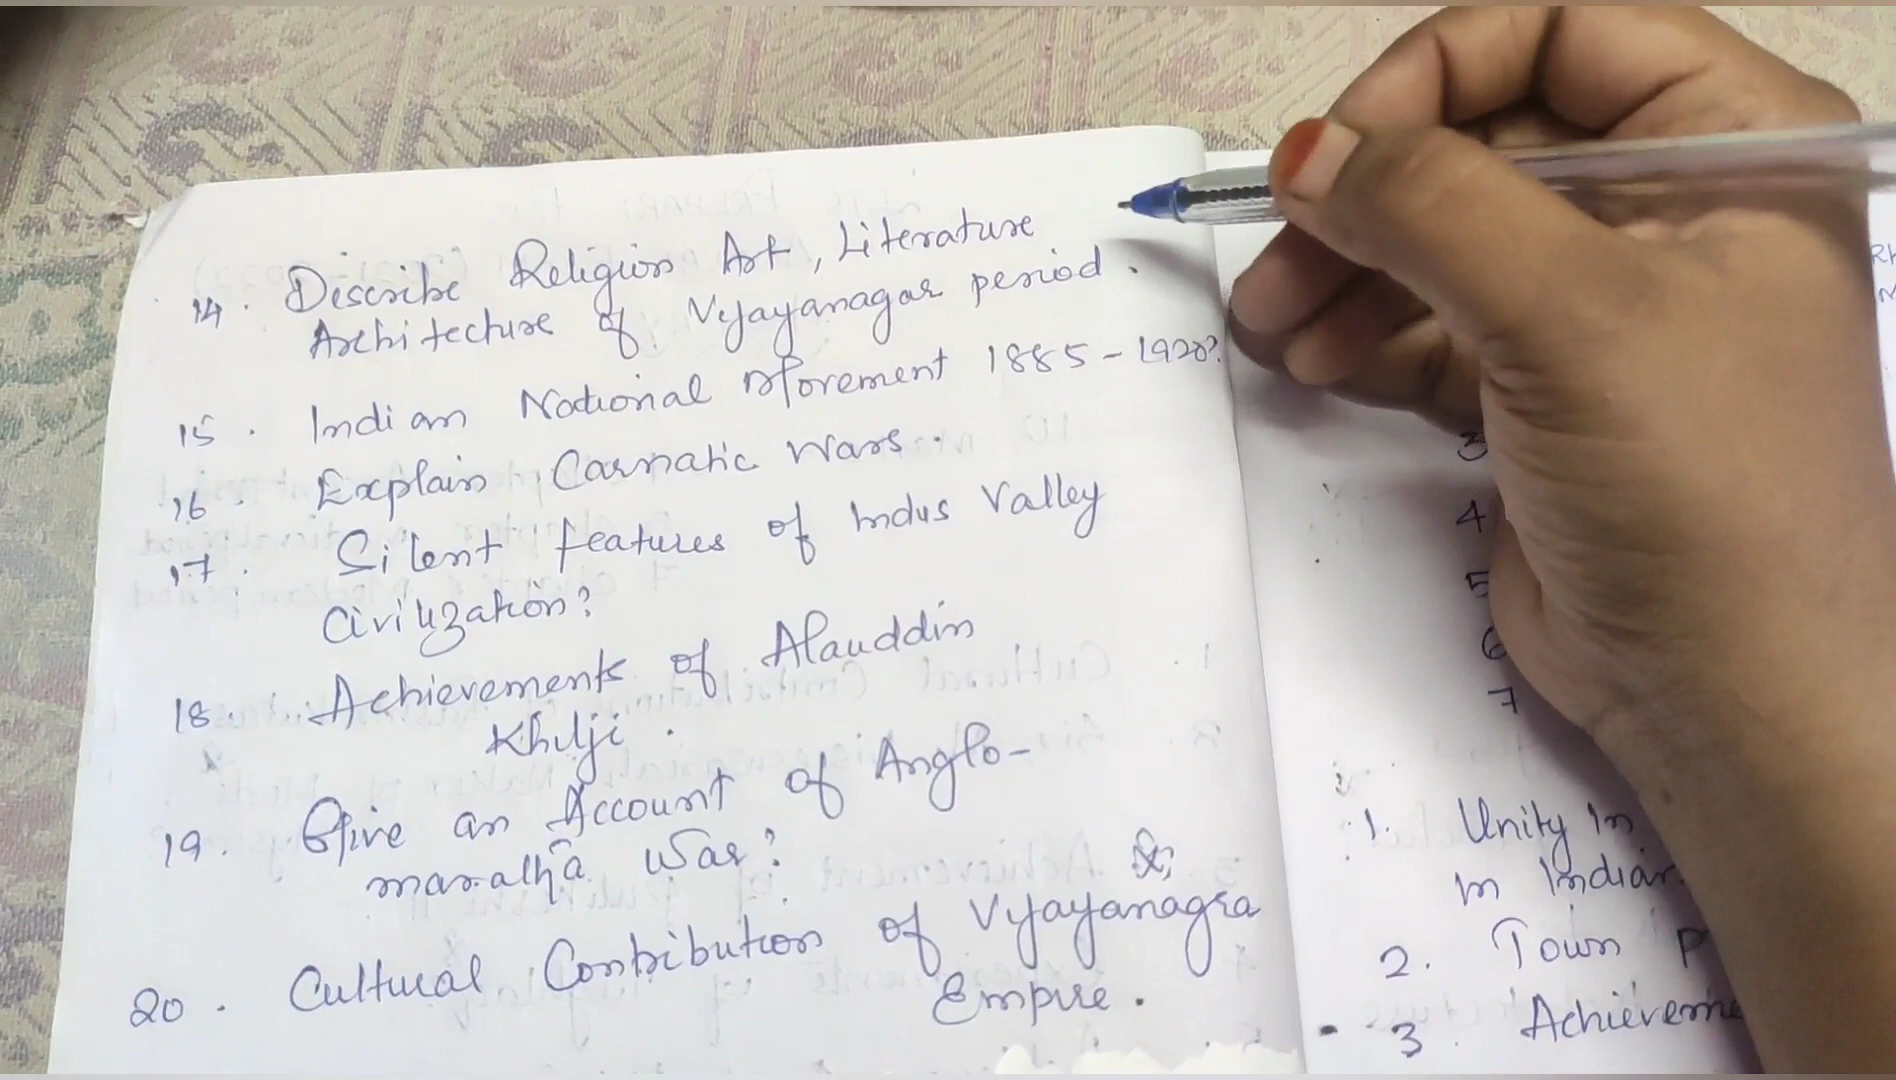 14. Describe Religion Art, Literature
Architecture of Vijayanagar period.
15. Indian National Movement 1885-1920?
16. Explain Carnatic Wars.
17. Silent features of Indus Valley
Civilization?
18. Achievements of Alauddin
Khilji.
19. Give an Account of Anglo-
maratha War?
20. Cultural Contribution of Vijayanagra
Empire.
3
4
5
6
7
1. Unity In
In Indian
2. Town P
3 Achieveme